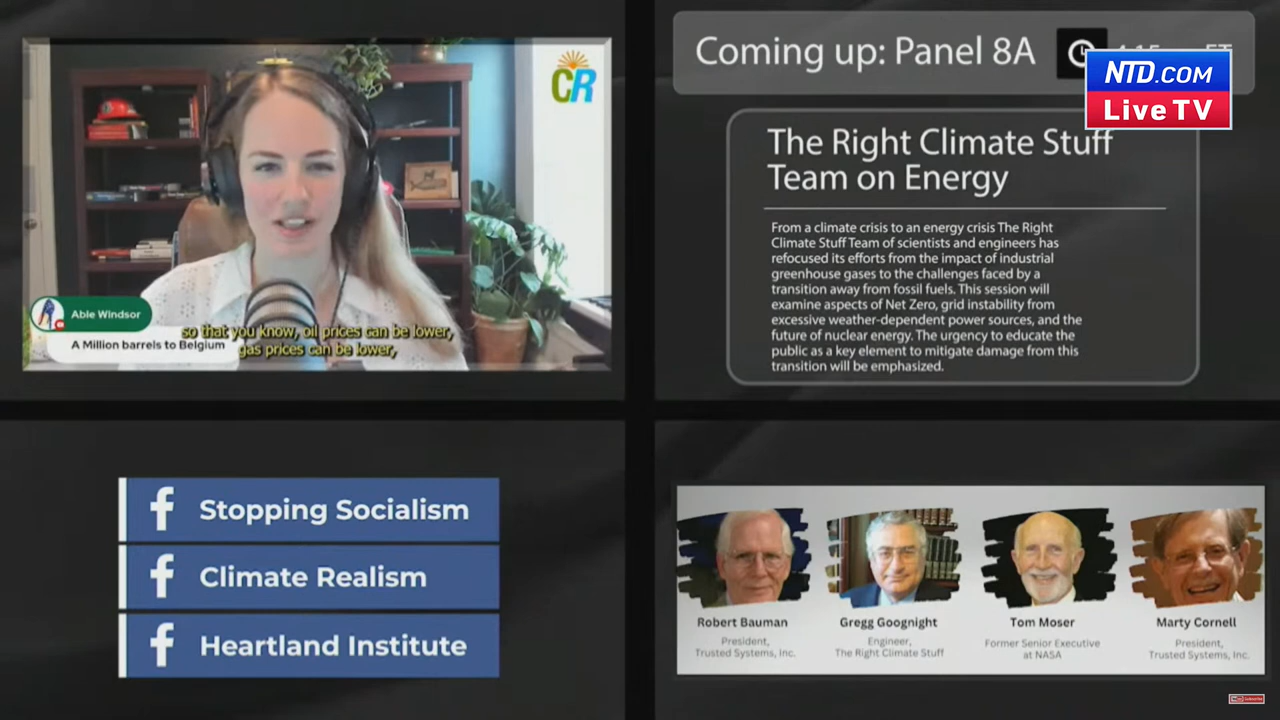 CR
Able Windsor
A Million barrels to Belgium
so that you know, oil prices can be lower,
gas prices can be lower,
Coming up: Panel 8A
ET
NTD.COM
Live TV
The Right Climate Stuff
Team on Energy
From a climate crisis to an energy crisis The Right
Climate Stuff Team of scientists and engineers has
refocused its efforts from the impact of industrial
greenhouse gases to the challenges faced by a
transition away from fossil fuels. This session will
examine aspects of Net Zero, grid instability from
excessive weather-dependent power sources, and the
future of nuclear energy. The urgency to educate the
public as a key element to mitigate damage from this
transition will be emphasized.
f Stopping Socialism
f Climate Realism
f Heartland Institute
Robert Bauman
President,
Trusted Systems, Inc.
Gregg Goognight
Engineer,
The Right Climate Stuff
Tom Moser
Former Senior Executive
at NASA
Marty Cornell
President,
Trusted Systems, Inc.